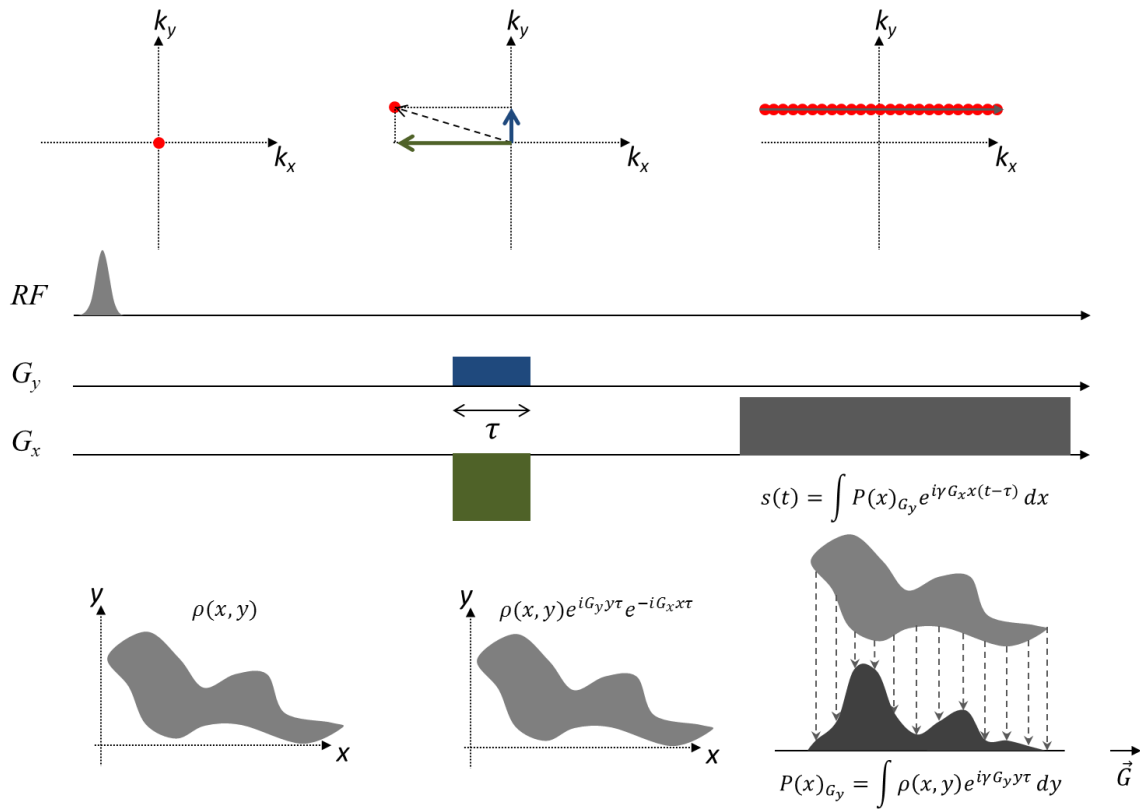 k_y k_y k_y
k_x k_x k_x
RF
G_y
τ
G_x
s(t) = ∫ P(x)_{G_y} e^{iγG_x x(t−τ)} dx
y ρ(x, y) y ρ(x, y)e^{iG_y yτ} e^{−iG_x xτ}
x x
P(x)_{G_y} = ∫ ρ(x, y)e^{iγG_y yτ} dy G⃗